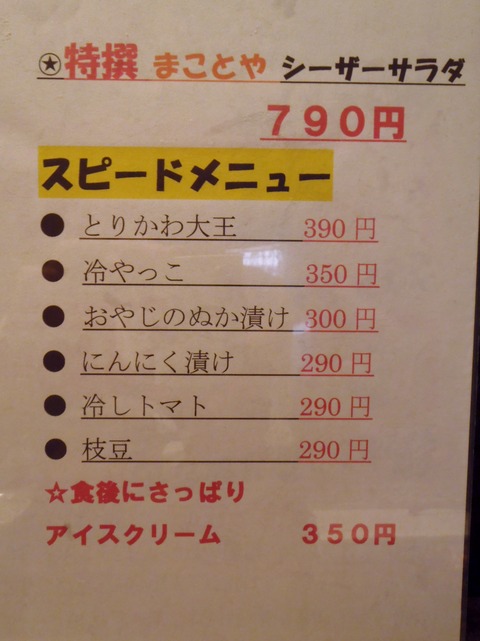 ✪特撰 まことや シーザーサラダ
790円
スピードメニュー
● とりかわ大王 390円
● 冷やっこ 350円
● おやじのぬか漬け 300円
● にんにく漬け 290円
● 冷しトマト 290円
● 枝豆 290円
☆食後にさっぱり
アイスクリーム 350円